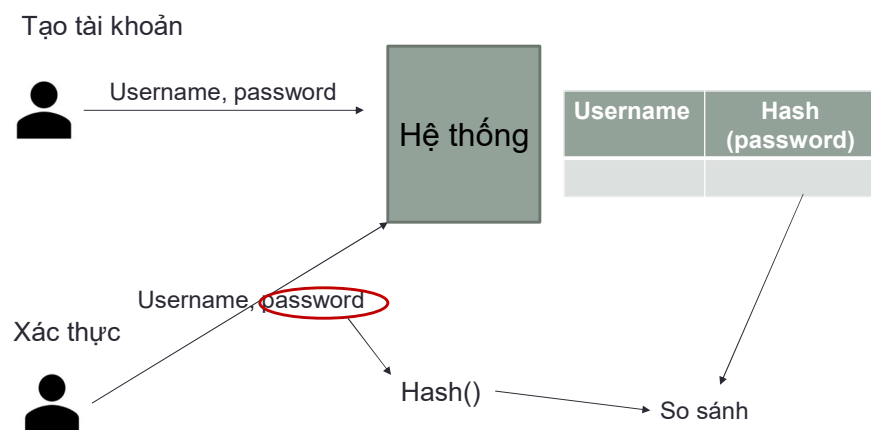 Tạo tài khoản
Username, password
Hệ thống
Username
Hash
(password)
Username, password
Xác thực
Hash()
So sánh